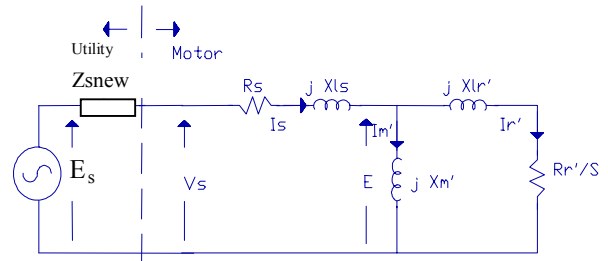 Utility
Motor
Zsnew
Rs
j Xls
j Xlr'
Is
Im'
Ir'
Es
Vs
E
j Xm'
Rr'/S